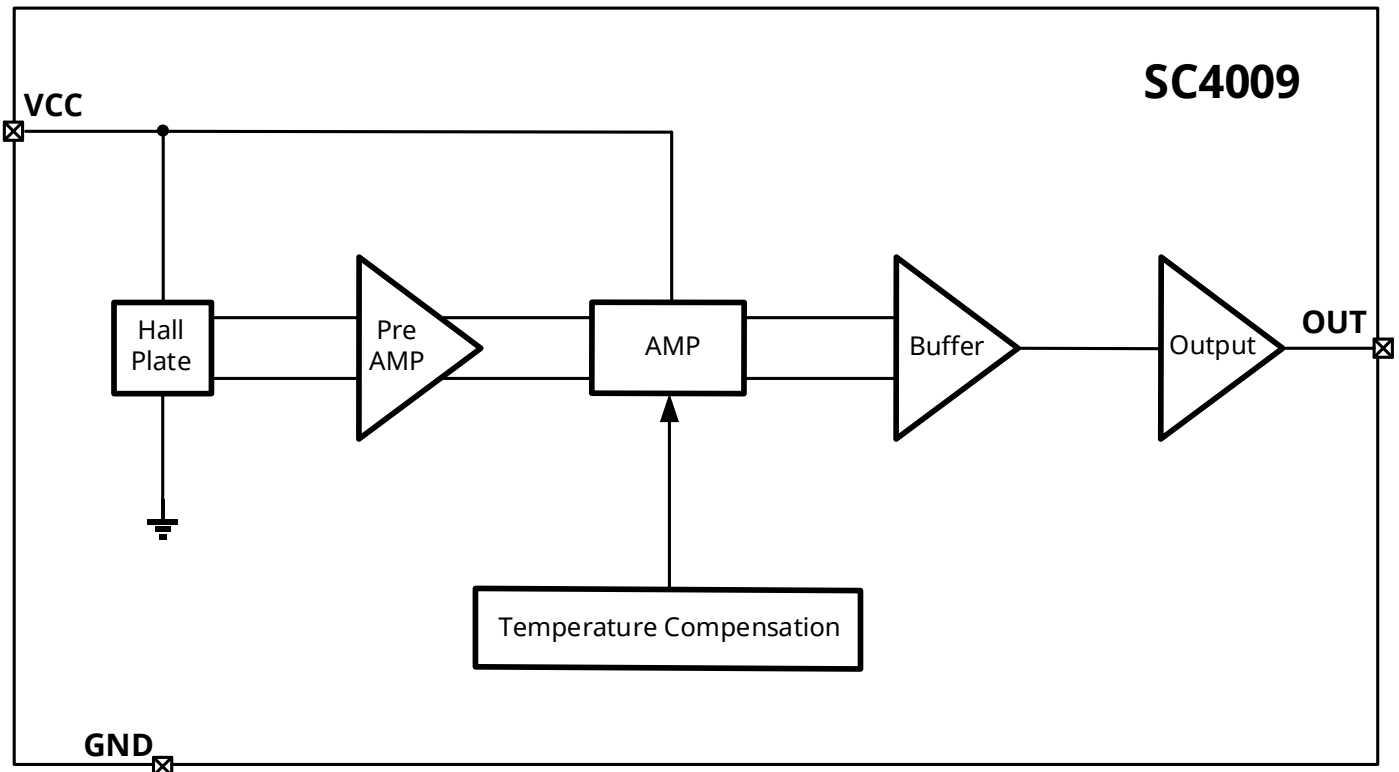 SC4009
VCC
Hall
Plate
Pre
AMP
AMP
Buffer
Output
OUT
Temperature Compensation
GND